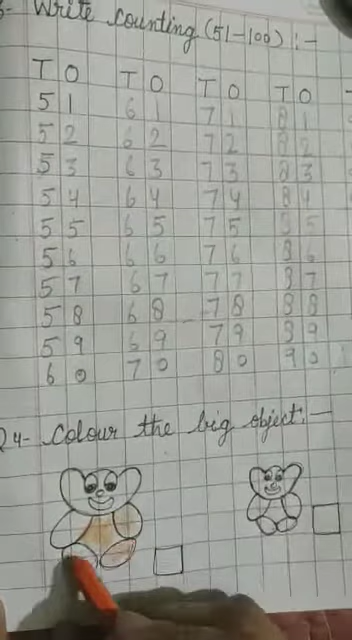 Write counting (51-100) :-
T O T O T O T O
5 1 6 1 7 1 8 1
5 2 6 2 7 2 8 2
5 3 6 3 7 3 8 3
5 4 6 4 7 4 8 4
5 5 6 5 7 5 8 5
5 6 6 6 7 6 8 6
5 7 6 7 7 7 8 7
5 8 6 8 7 8 8 8
5 9 6 9 7 9 8 9
6 0 7 0 8 0 9 0
Q4- Colour the big object:-